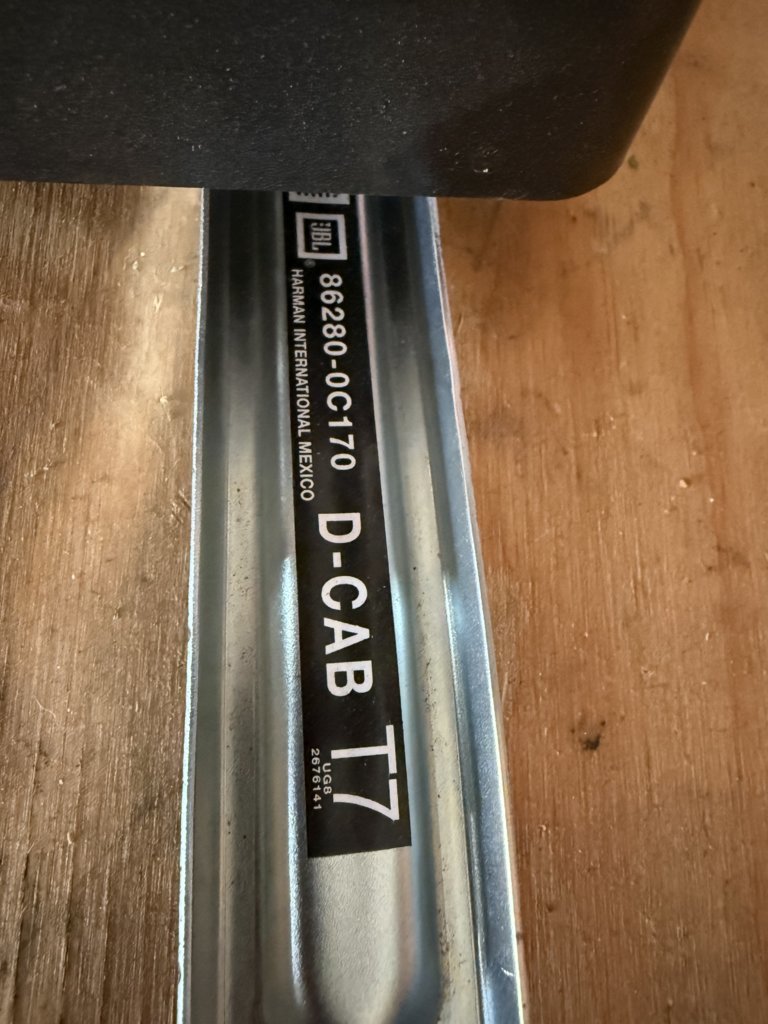 JBL®
86280-0C170 D-CAB T7
HARMAN INTERNATIONAL MEXICO
UG8
2676141